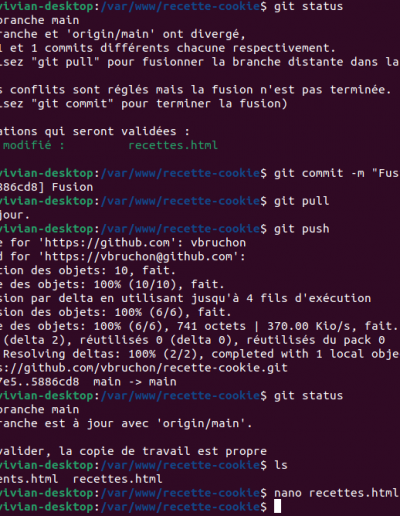 vivian-desktop:/var/www/recette-cookie$ git status
branche main
ranche et 'origin/main' ont divergé,
1 et 1 commits différents chacune respectivement.
isez "git pull" pour fusionner la branche distante dans la
s conflits sont réglés mais la fusion n'est pas terminée.
isez "git commit" pour terminer la fusion)
ations qui seront validées :
modifié : recettes.html
vivian-desktop:/var/www/recette-cookie$ git commit -m "Fus
886cd8] Fusion
vivian-desktop:/var/www/recette-cookie$ git pull
jour.
vivian-desktop:/var/www/recette-cookie$ git push
e for 'https://github.com': vbruchon
d for 'https://vbruchon@github.com':
tion des objets: 10, fait.
e des objets: 100% (10/10), fait.
sion par delta en utilisant jusqu'à 4 fils d'exécution
sion des objets: 100% (6/6), fait.
e des objets: 100% (6/6), 741 octets | 370.00 Kio/s, fait.
(delta 2), réutilisés 0 (delta 0), réutilisés du pack 0
Resolving deltas: 100% (2/2), completed with 1 local obje
s://github.com/vbruchon/recette-cookie.git
7e5..5886cd8 main -> main
vivian-desktop:/var/www/recette-cookie$ git status
branche main
ranche est à jour avec 'origin/main'.
valider, la copie de travail est propre
vivian-desktop:/var/www/recette-cookie$ ls
ents.html recettes.html
vivian-desktop:/var/www/recette-cookie$ nano recettes.html
vivian-desktop:/var/www/recette-cookie$